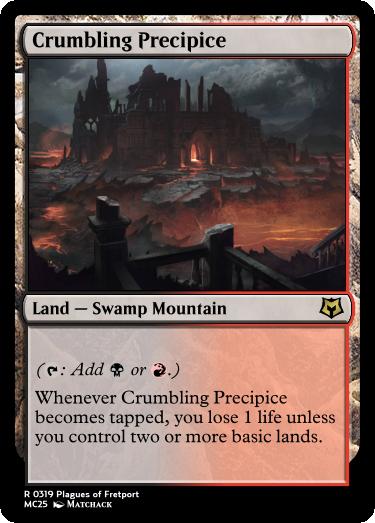 Crumbling Precipice
Land — Swamp Mountain
(: Add or .)
Whenever Crumbling Precipice
becomes tapped, you lose 1 life unless
you control two or more basic lands.
R 0319 Plagues of Fretport
MC25 Matchack